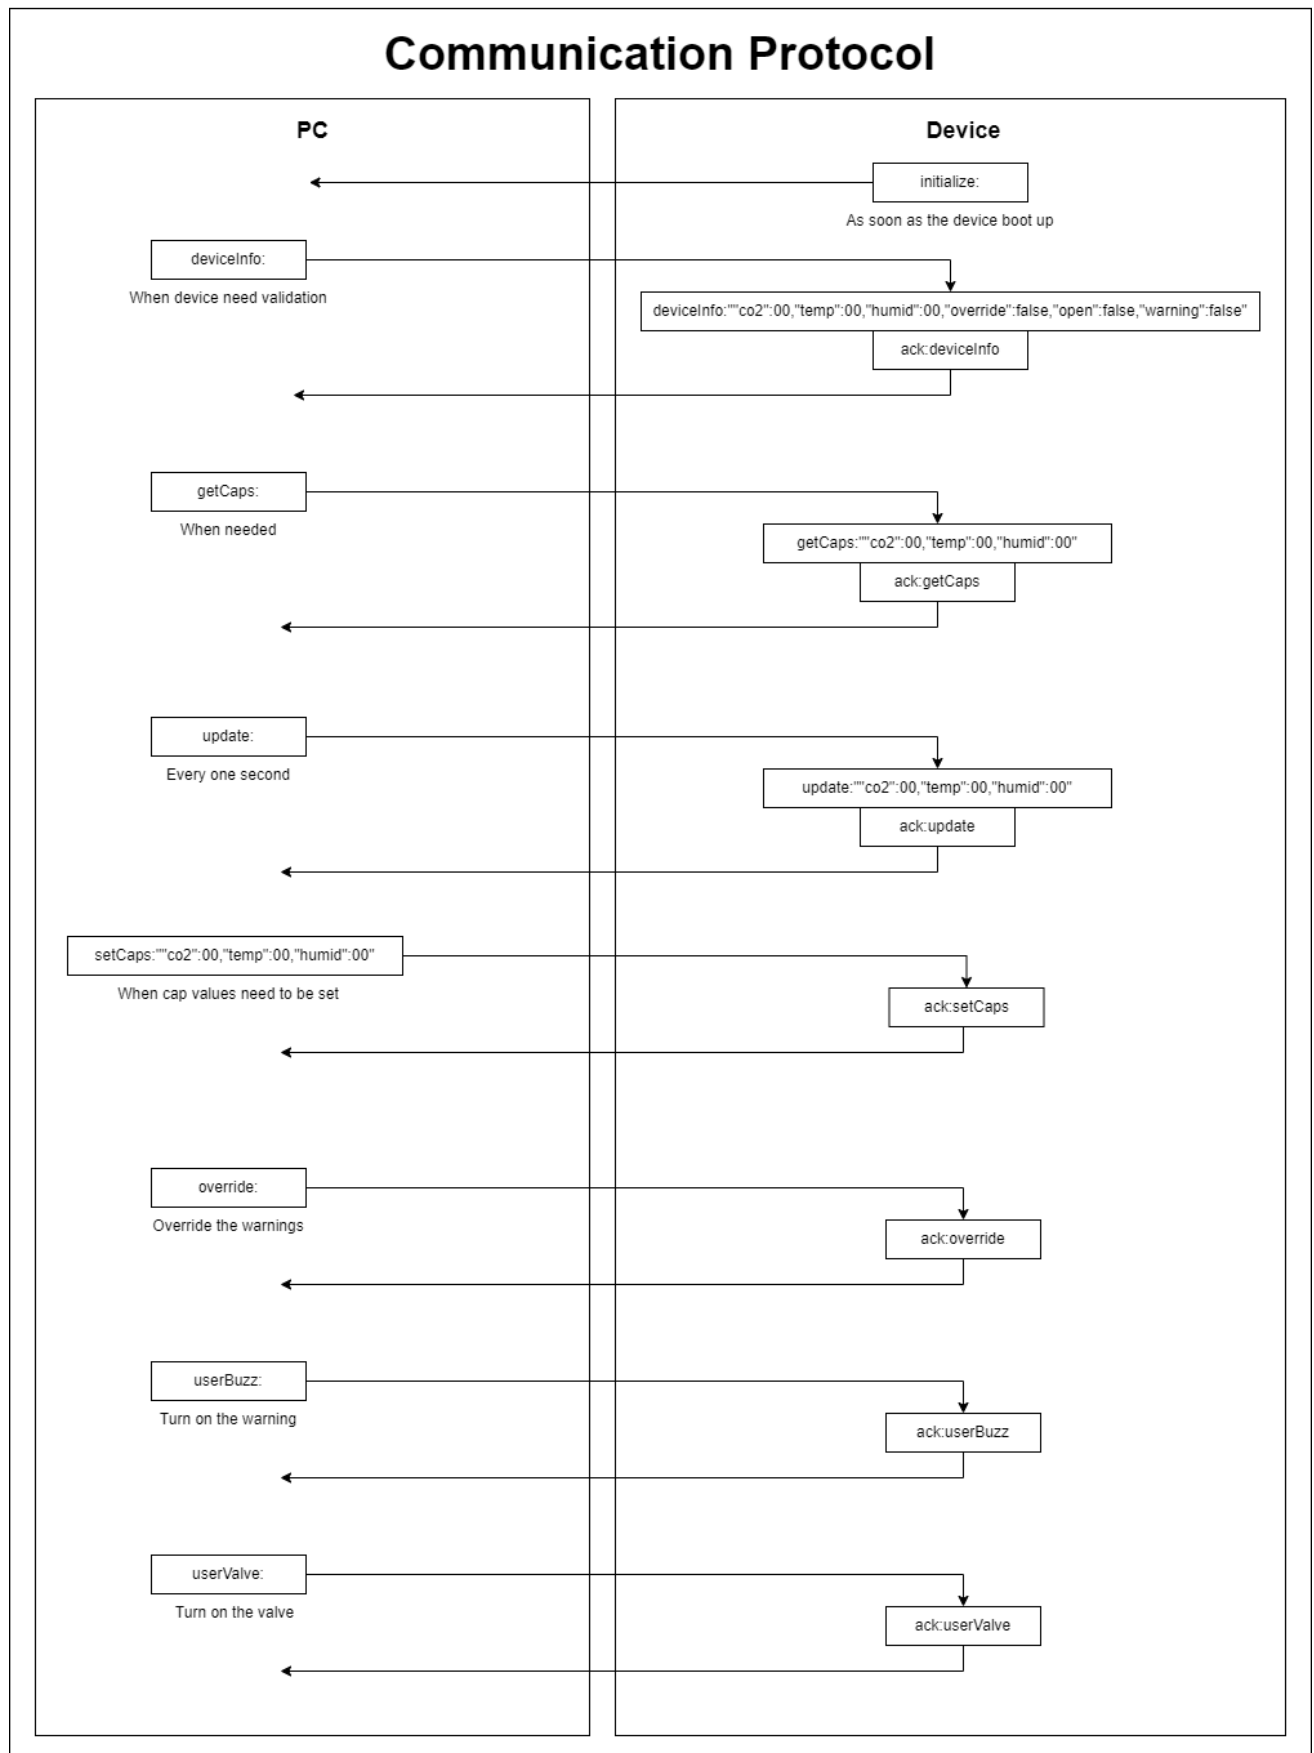 Communication Protocol
PC
Device
initialize:
As soon as the device boot up
deviceInfo:
When device need validation
deviceInfo:""co2":00,"temp":00,"humid":00,"override":false,"open":false,"warning":false"
ack:deviceInfo
getCaps:
When needed
getCaps:""co2":00,"temp":00,"humid":00"
ack:getCaps
update:
Every one second
update:""co2":00,"temp":00,"humid":00"
ack:update
setCaps:""co2":00,"temp":00,"humid":00"
When cap values need to be set
ack:setCaps
override:
Override the warnings
ack:override
userBuzz:
Turn on the warning
ack:userBuzz
userValve:
Turn on the valve
ack:userValve